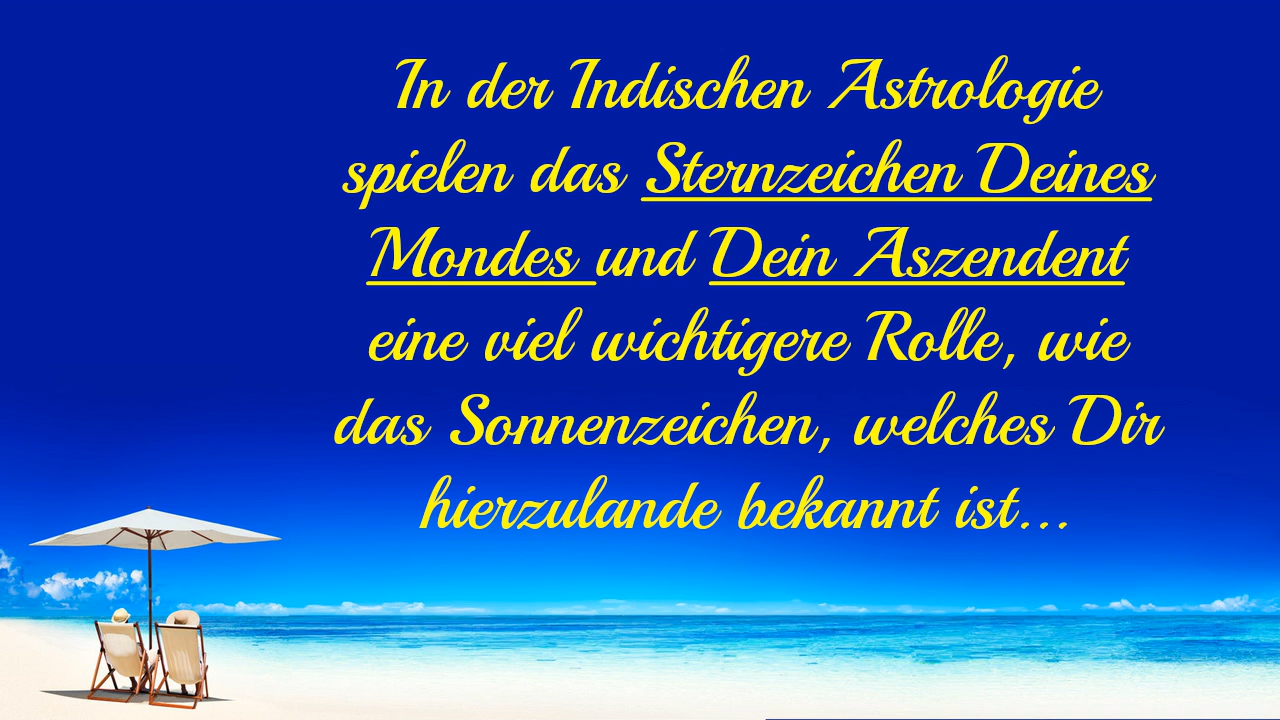 In der Indischen Astrologie
spielen das Sternzeichen Deines
Mondes und Dein Aszendent
eine viel wichtigere Rolle, wie
das Sonnenzeichen, welches Dir
hierzulande bekannt ist...